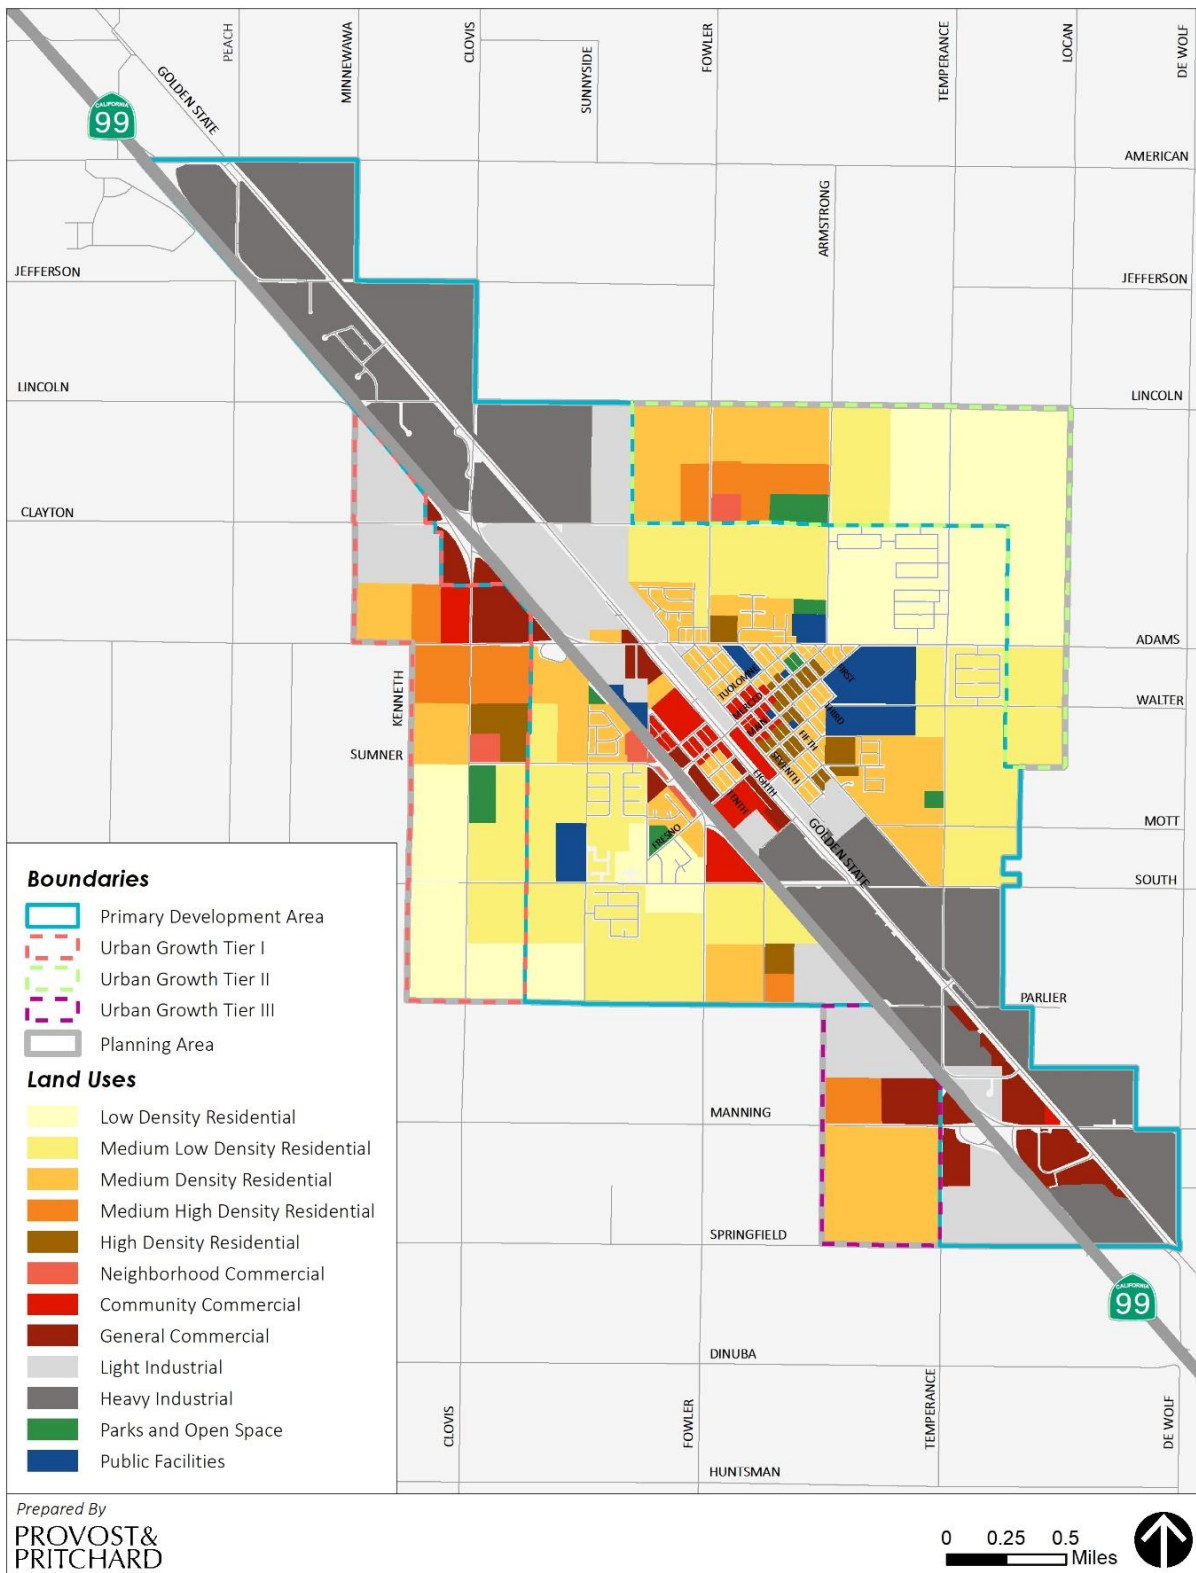 PEACH
MINNEWAWA
CLOVIS
SUNNYSIDE
FOWLER
TEMPERANCE
LOCAN
DE WOLF
GOLDEN STATE
CALIFORNIA
99
AMERICAN
ARMSTRONG
JEFFERSON
JEFFERSON
LINCOLN
LINCOLN
CLAYTON
ADAMS
KENNETH
TUOLOMNE
FIRST
WALTER
MERCED
MAIN
THIRD
FIFTH
SUMNER
SEVENTH
EIGHTH
TENTH
FRESNO
GOLDEN STATE
MOTT
SOUTH
PARLIER
MANNING
SPRINGFIELD
CALIFORNIA
99
DINUBA
CLOVIS
FOWLER
TEMPERANCE
DE WOLF
HUNTSMAN
Boundaries
Primary Development Area
Urban Growth Tier I
Urban Growth Tier II
Urban Growth Tier III
Planning Area
Land Uses
Low Density Residential
Medium Low Density Residential
Medium Density Residential
Medium High Density Residential
High Density Residential
Neighborhood Commercial
Community Commercial
General Commercial
Light Industrial
Heavy Industrial
Parks and Open Space
Public Facilities
Prepared By
PROVOST&
PRITCHARD
0 0.25 0.5
Miles